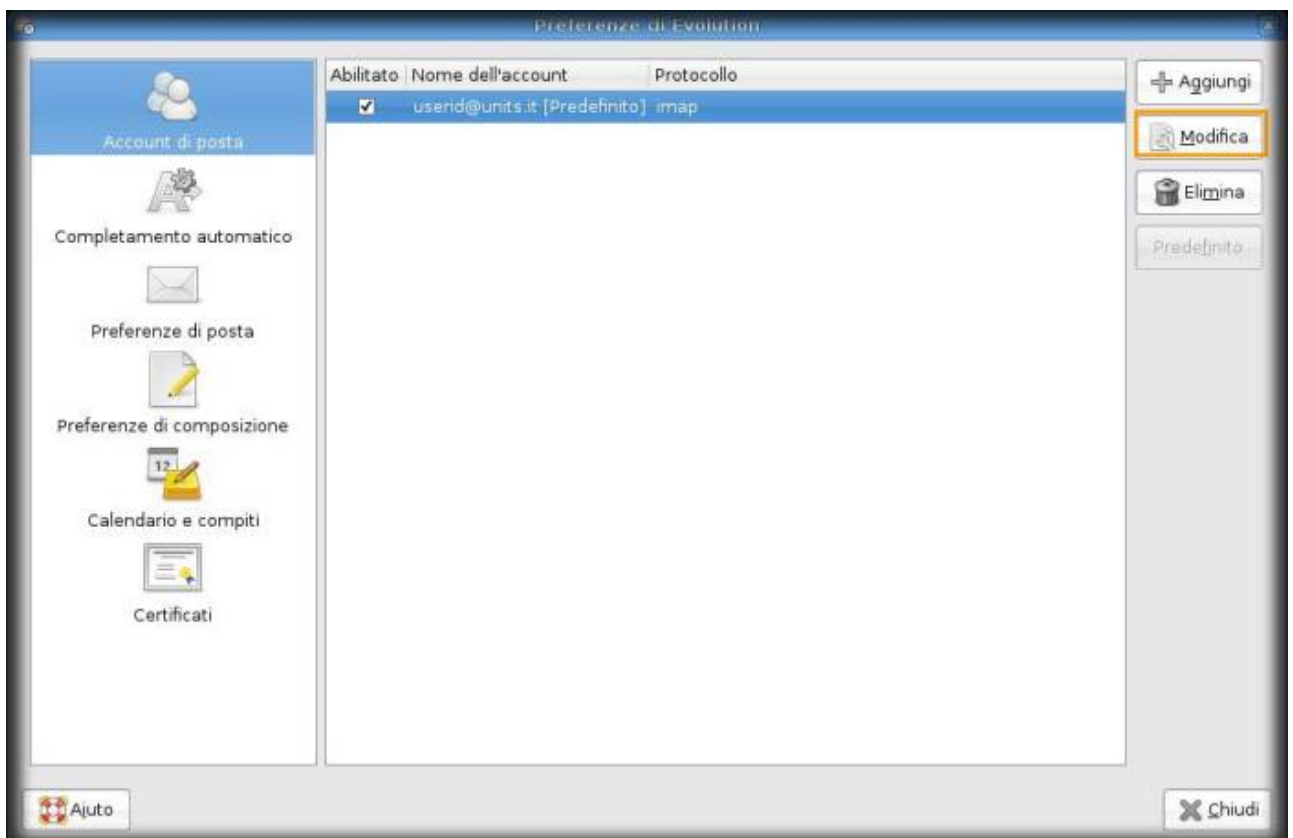 Preferenze di Evolution
Account di posta
Completamento automatico
Preferenze di posta
Preferenze di composizione
12
Calendario e compiti
Certificati
Abilitato Nome dell'account Protocollo
userid@units.it [Predefinito] imap
Aggiungi
Modifica
Elimina
Predefinito
Aiuto
Chiudi